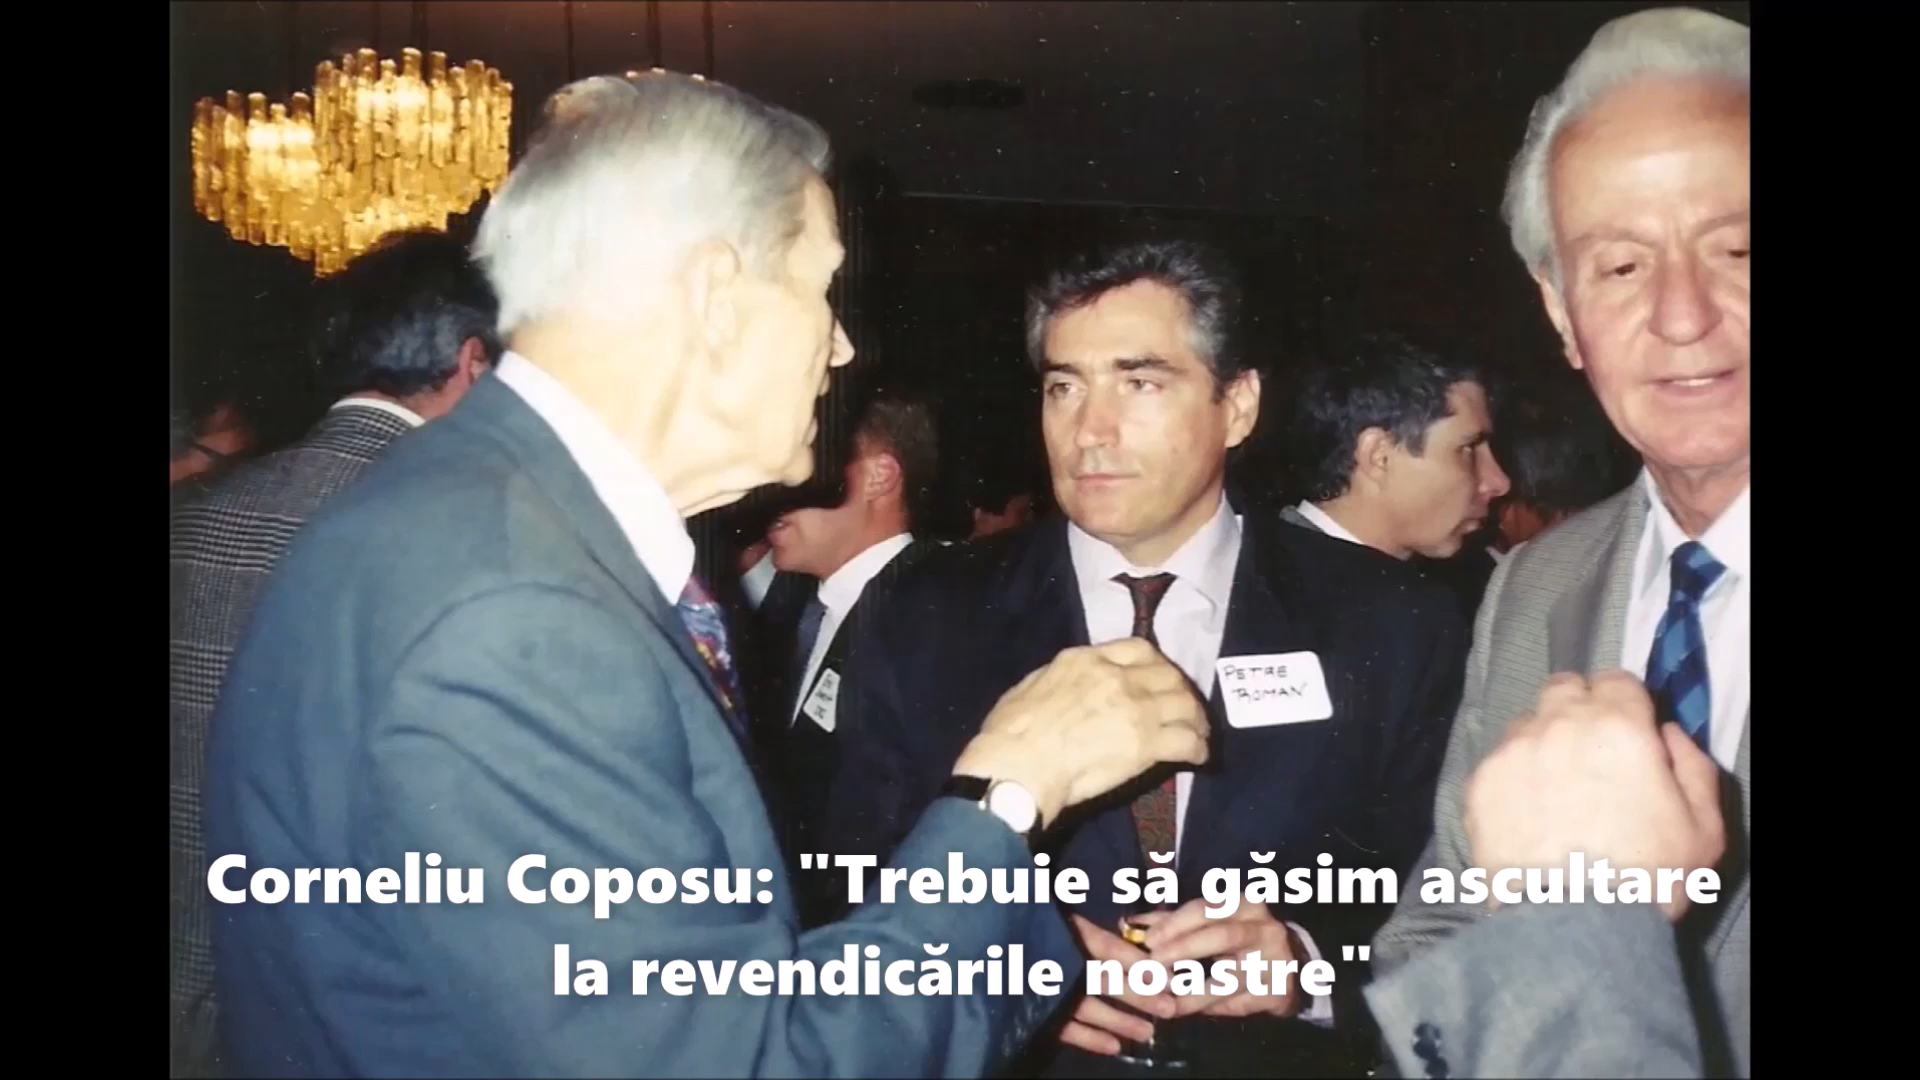 PETRE
ROMAN
Corneliu Coposu: "Trebuie să găsim ascultare
la revendicările noastre"